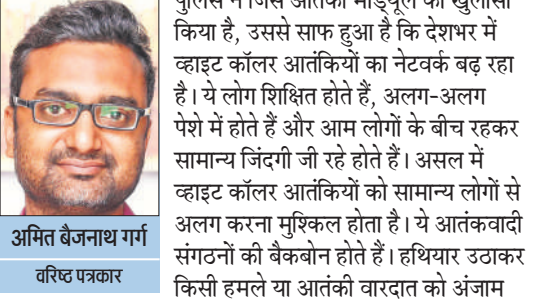 पुलिस ने जिस आतंकी मॉड्यूल का खुलासा
किया है, उससे साफ हुआ है कि देशभर में
व्हाइट कॉलर आतंकियों का नेटवर्क बढ़ रहा
है। ये लोग शिक्षित होते हैं, अलग-अलग
पेशे में होते हैं और आम लोगों के बीच रहकर
सामान्य जिंदगी जी रहे होते हैं। असल में
व्हाइट कॉलर आतंकियों को सामान्य लोगों से
अलग करना मुश्किल होता है। ये आतंकवादी
संगठनों की बैकबोन होते हैं। हथियार उठाकर
किसी हमले या आतंकी वारदात को अंजाम
अमित बैजनाथ गर्ग
वरिष्ठ पत्रकार